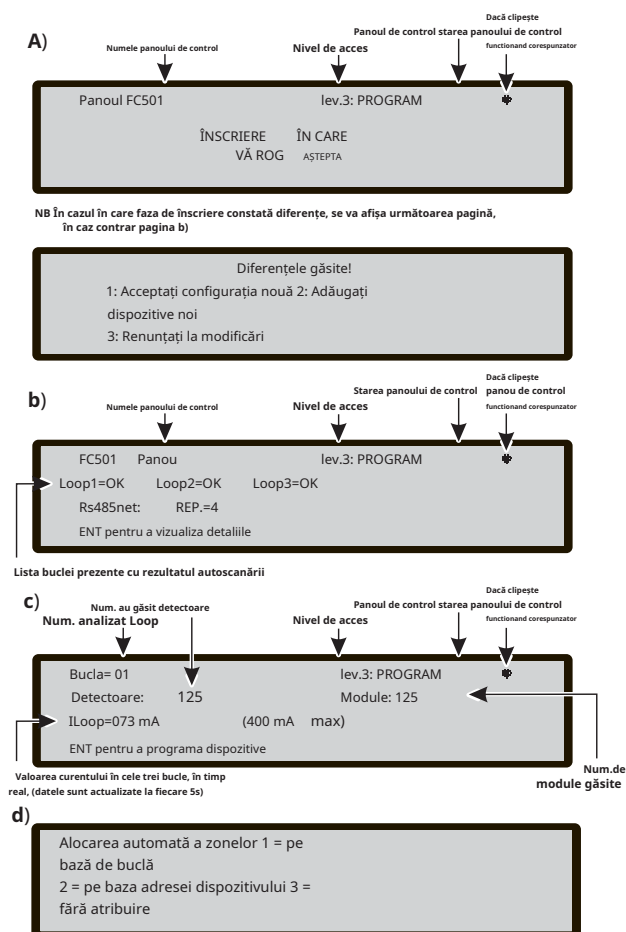 A)
Numele panoului de control
Nivel de acces
Panoul de control starea panoului de control
Dacă clipește
functionand corespunzator
Panoul FC501 lev.3: PROGRAM
ÎNSCRIERE ÎN CARE
VĂ ROG AȘTEPTA
NB În cazul în care faza de înscriere constată diferențe, se va afișa următoarea pagină,
în caz contrar pagina b)
Diferențele găsite!
1: Acceptați configurația nouă 2: Adăugați
dispozitive noi
3: Renunțați la modificări
b)
Numele panoului de control
Nivel de acces
Starea panoului de control
Dacă clipește
panou de control
functionand corespunzator
FC501 Panou lev.3: PROGRAM
Loop1=OK Loop2=OK Loop3=OK
Rs485net: REP.=4
ENT pentru a vizualiza detaliile
Lista buclei prezente cu rezultatul autoscanării
c)
Num. au găsit detectoare
Num. analizat Loop
Nivel de acces
Panoul de control starea panoului de control
Dacă clipește
functionand corespunzator
Bucla= 01 lev.3: PROGRAM
Detectoare: 125 Module: 125
ILoop=073 mA (400 mA max)
ENT pentru a programa dispozitive
Valoarea curentului în cele trei bucle, în timp
real, (datele sunt actualizate la fiecare 5s)
Num.de
module găsite
d)
Alocarea automată a zonelor 1 = pe
bază de buclă
2 = pe baza adresei dispozitivului 3 =
fără atribuire